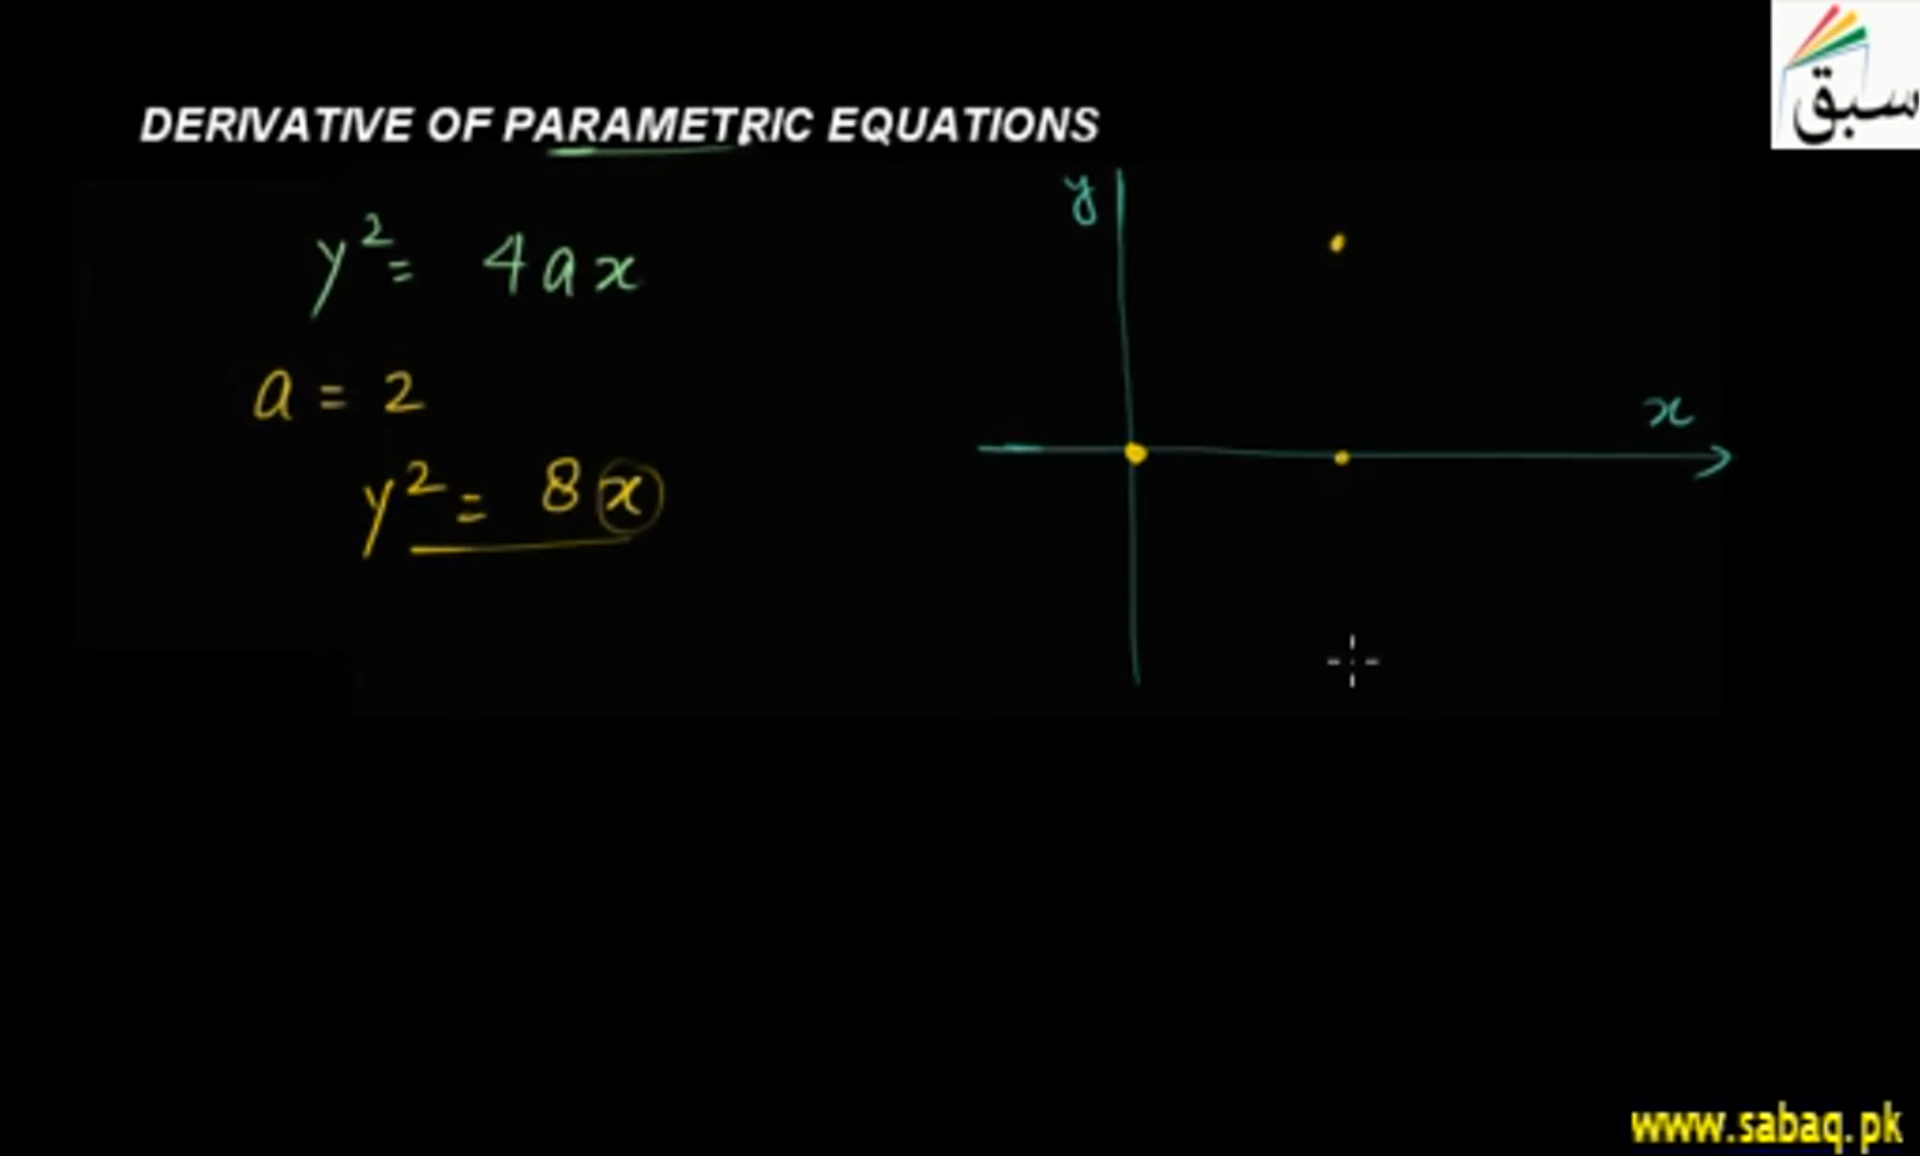 سبق
DERIVATIVE OF PARAMETRIC EQUATIONS
y² = 4ax
a = 2
y² = 8x
y
x
www.sabaq.pk